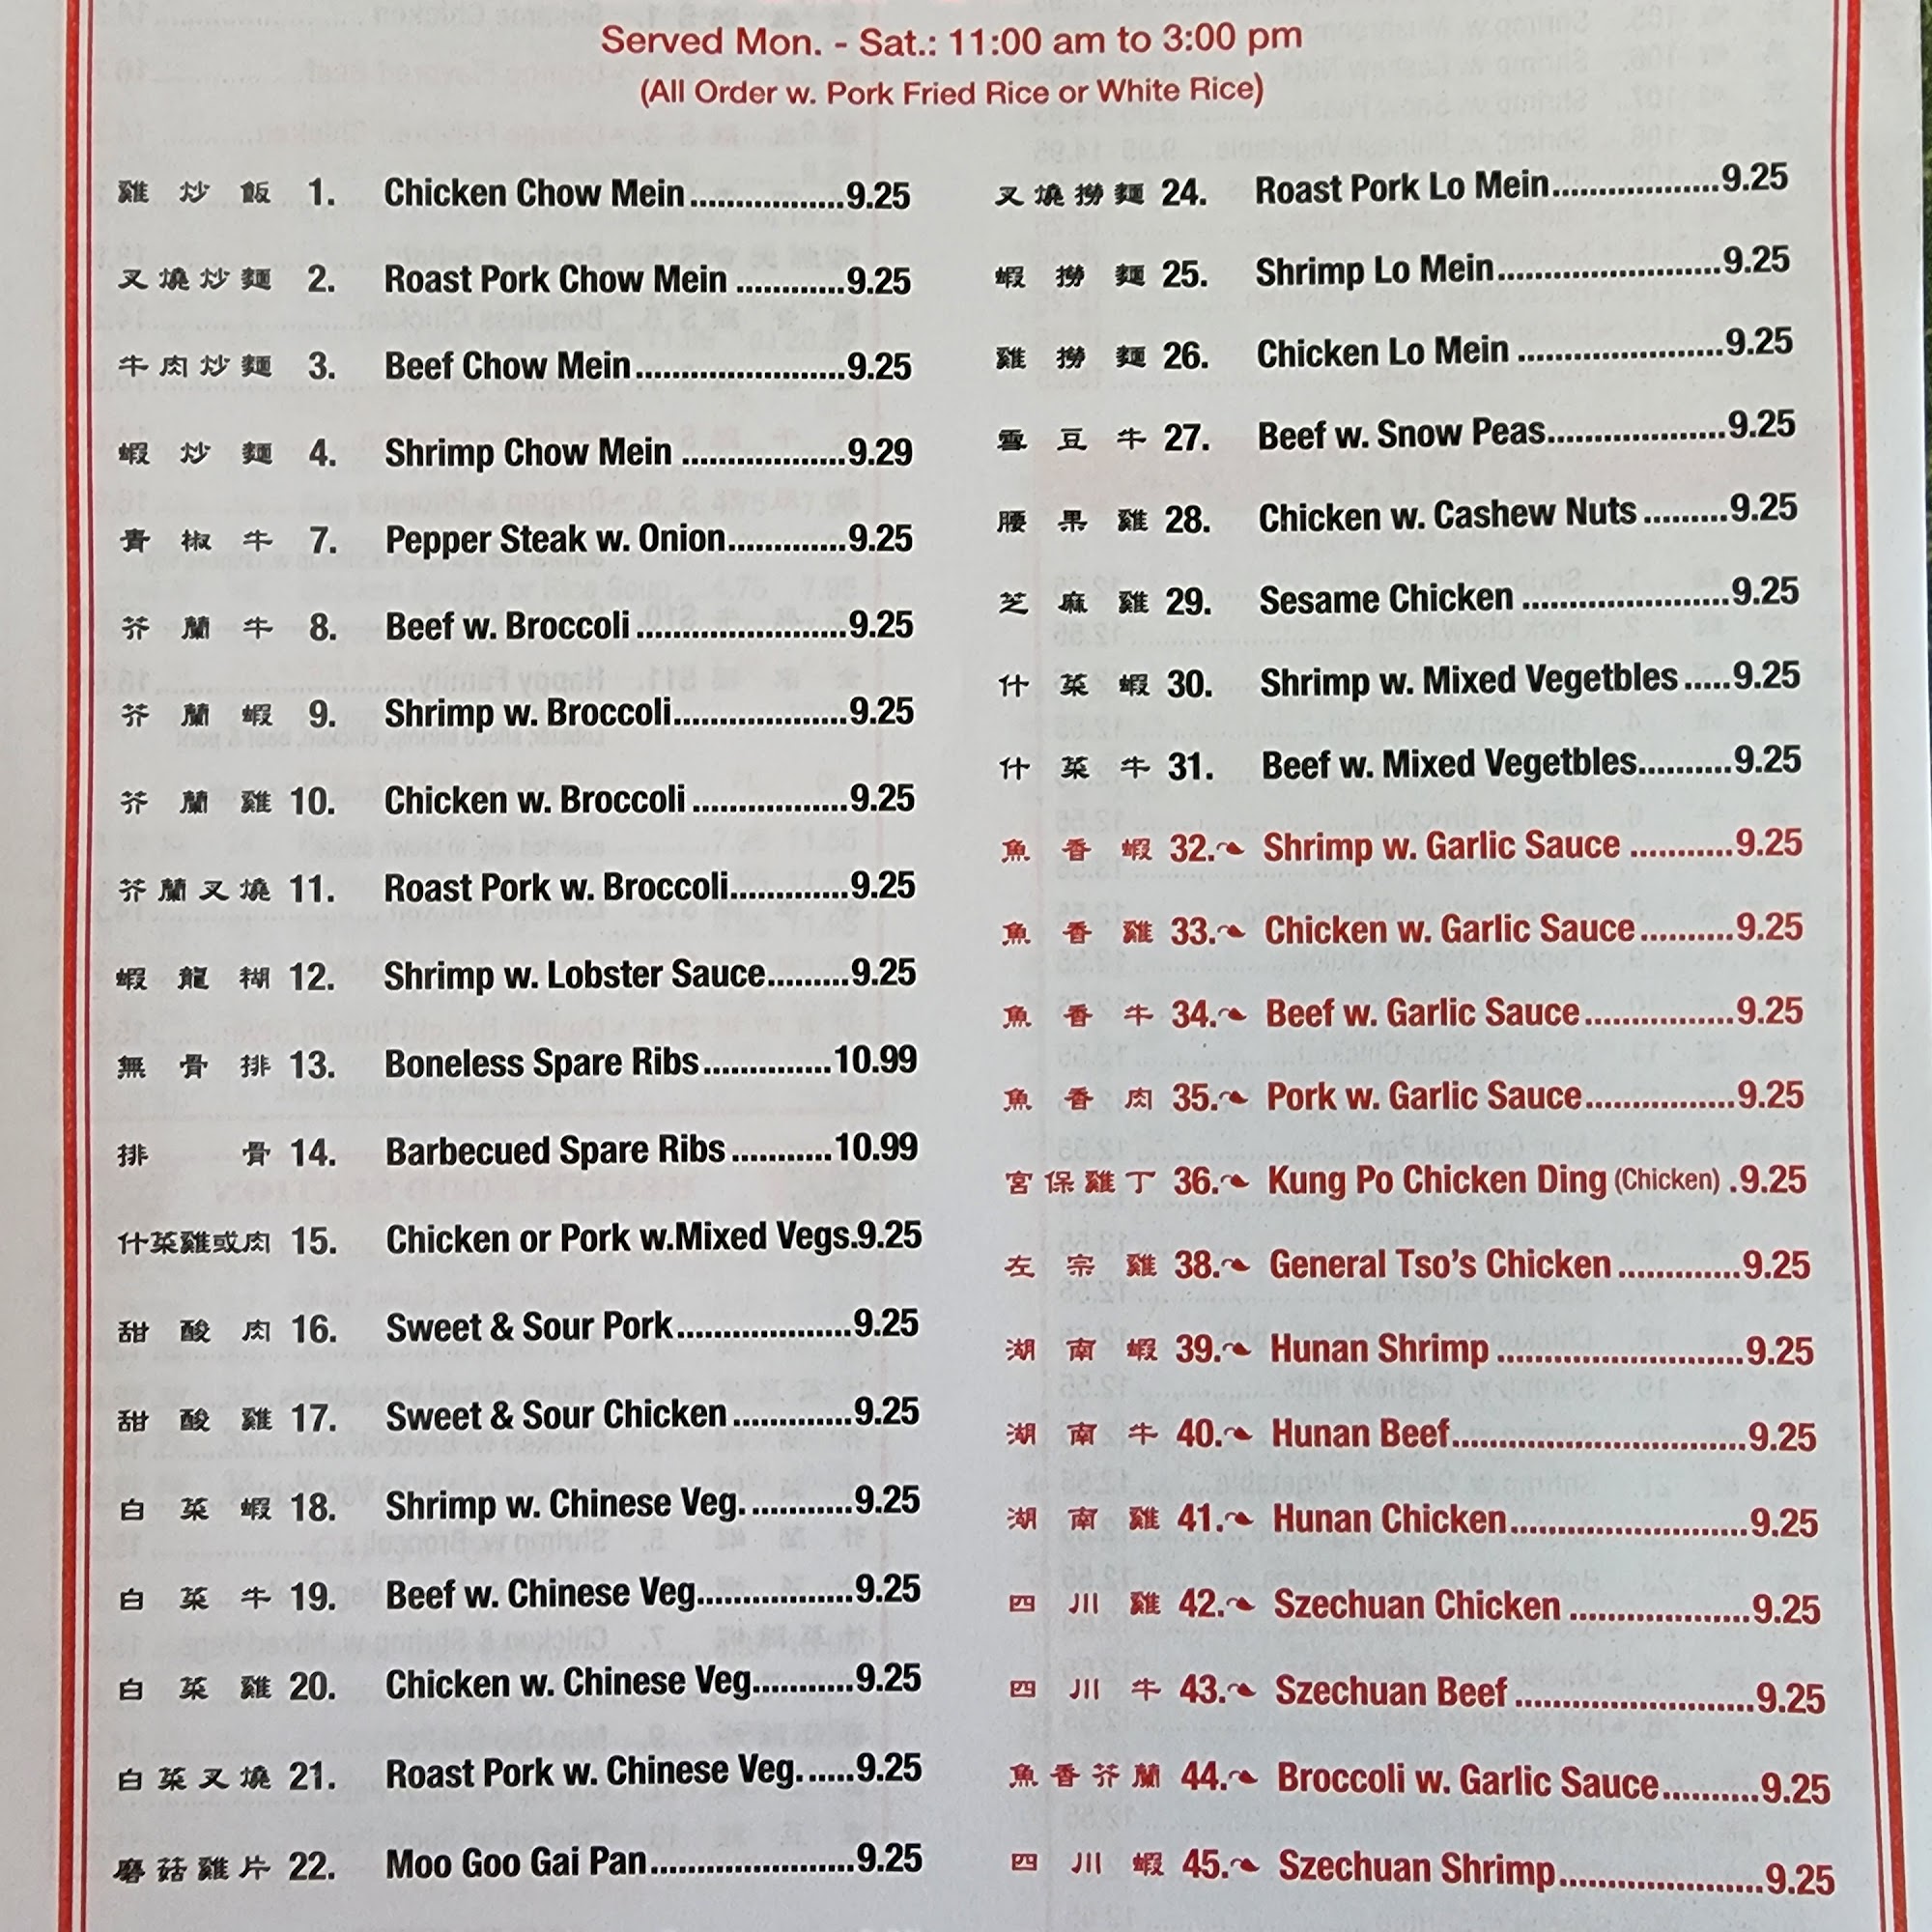 Served Mon. - Sat.: 11:00 am to 3:00 pm
(All Order w. Pork Fried Rice or White Rice)
雞炒飯 1. Chicken Chow Mein.................9.25
叉燒炒麵 2. Roast Pork Chow Mein ............9.25
牛肉炒麵 3. Beef Chow Mein.......................9.25
蝦炒麵 4. Shrimp Chow Mein ..................9.29
青椒牛 7. Pepper Steak w. Onion.............9.25
芥蘭牛 8. Beef w. Broccoli .......................9.25
芥蘭蝦 9. Shrimp w. Broccoli...................9.25
芥蘭雞 10. Chicken w. Broccoli .................9.25
芥蘭叉燒 11. Roast Pork w. Broccoli.............9.25
蝦龍糊 12. Shrimp w. Lobster Sauce.........9.25
無骨排 13. Boneless Spare Ribs..............10.99
排骨 14. Barbecued Spare Ribs ...........10.99
什菜雞或肉 15. Chicken or Pork w.Mixed Vegs.9.25
甜酸肉 16. Sweet & Sour Pork...................9.25
甜酸雞 17. Sweet & Sour Chicken .............9.25
白菜蝦 18. Shrimp w. Chinese Veg. ...........9.25
白菜牛 19. Beef w. Chinese Veg.................9.25
白菜雞 20. Chicken w. Chinese Veg...........9.25
白菜叉燒 21. Roast Pork w. Chinese Veg. .....9.25
磨菇雞片 22. Moo Goo Gai Pan......................9.25
叉燒撈麵 24. Roast Pork Lo Mein..................9.25
蝦撈麵 25. Shrimp Lo Mein........................9.25
雞撈麵 26. Chicken Lo Mein ......................9.25
雪豆牛 27. Beef w. Snow Peas...................9.25
腰果雞 28. Chicken w. Cashew Nuts .........9.25
芝麻雞 29. Sesame Chicken ......................9.25
什菜蝦 30. Shrimp w. Mixed Vegetbles .....9.25
什菜牛 31. Beef w. Mixed Vegetbles..........9.25
魚香蝦 32. Shrimp w. Garlic Sauce ...........9.25
魚香雞 33. Chicken w. Garlic Sauce..........9.25
魚香牛 34. Beef w. Garlic Sauce................9.25
魚香肉 35. Pork w. Garlic Sauce................9.25
宮保雞丁 36. Kung Po Chicken Ding (Chicken) .9.25
左宗雞 38. General Tso's Chicken .............9.25
湖南蝦 39. Hunan Shrimp ..........................9.25
湖南牛 40. Hunan Beef...............................9.25
湖南雞 41. Hunan Chicken.........................9.25
四川雞 42. Szechuan Chicken ...................9.25
四川牛 43. Szechuan Beef .........................9.25
魚香芥蘭 44. Broccoli w. Garlic Sauce..........9.25
四川蝦 45. Szechuan Shrimp.....................9.25